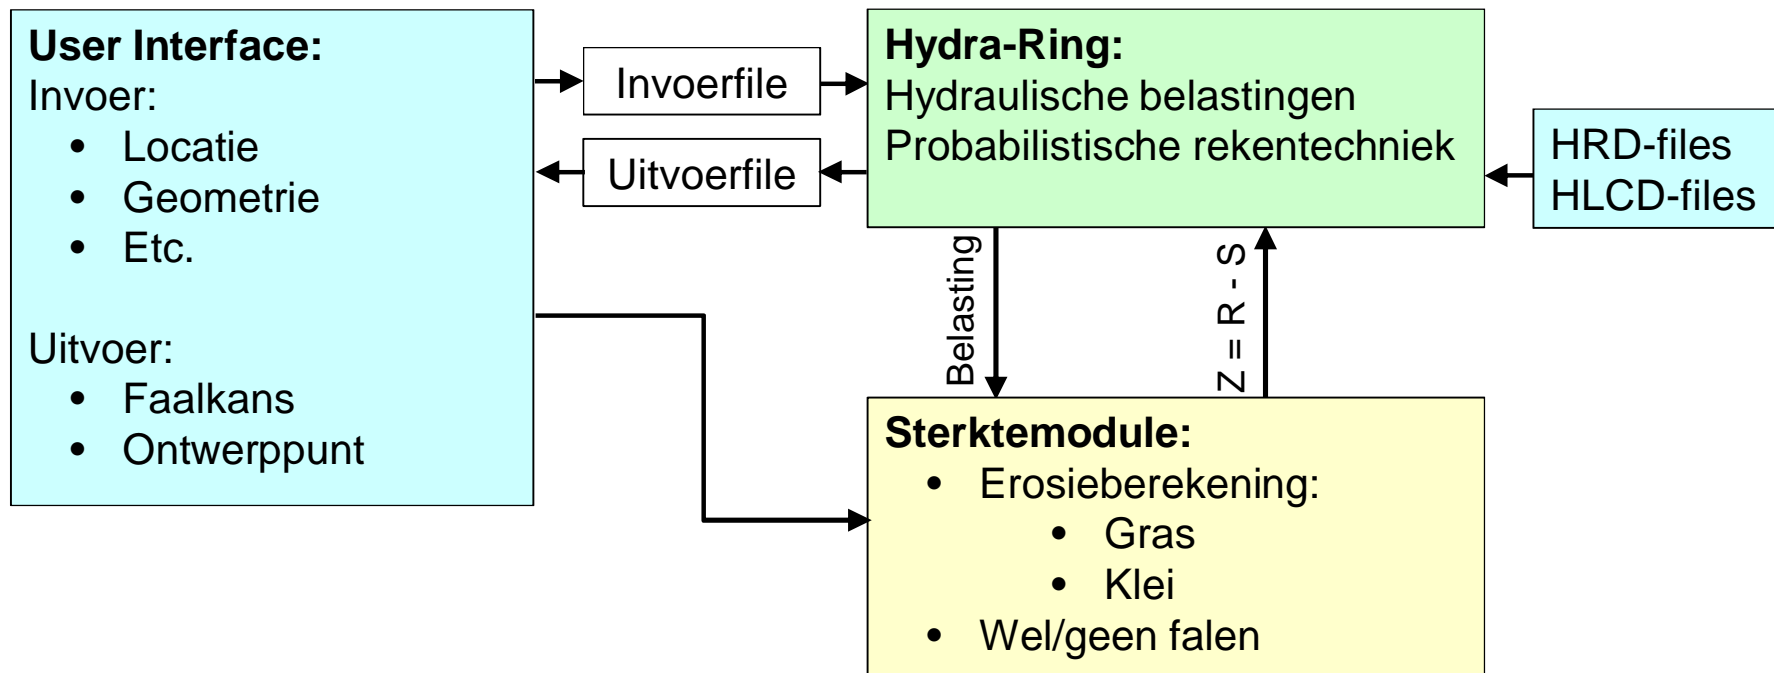 User Interface:
Invoer:
• Locatie
• Geometrie
• Etc.
Uitvoer:
• Faalkans
• Ontwerppunt
Invoerfile
Uitvoerfile
Hydra-Ring:
Hydraulische belastingen
Probabilistische rekentechniek
HRD-files
HLCD-files
Belasting
Z = R - S
Sterktemodule:
• Erosieberekening:
• Gras
• Klei
• Wel/geen falen